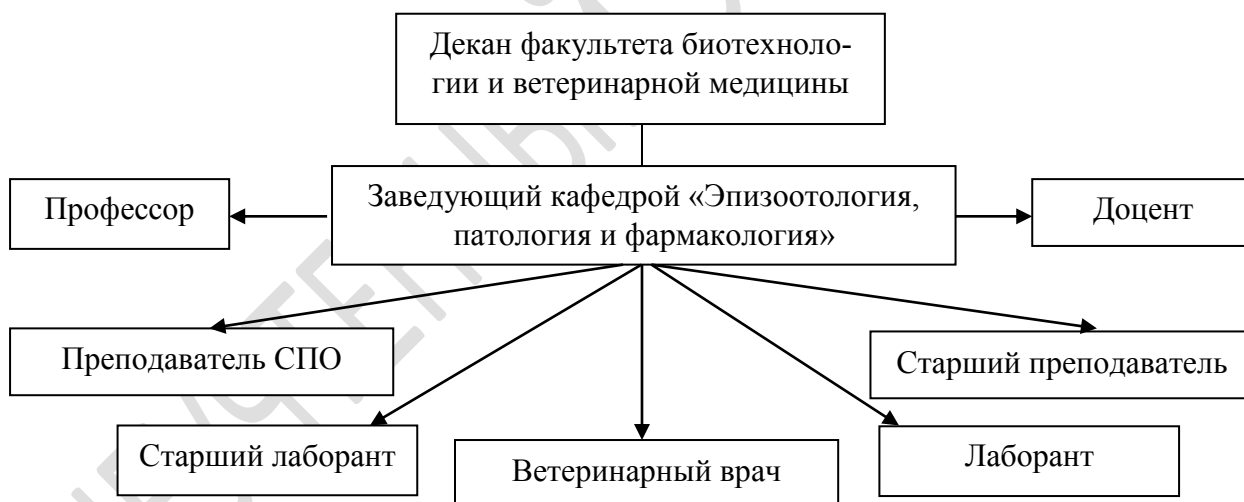 Декан факультета биотехноло-
гии и ветеринарной медицины
Профессор
Заведующий кафедрой «Эпизоотология,
патология и фармакология»
Доцент
Преподаватель СПО
Старший преподаватель
Старший лаборант
Ветеринарный врач
Лаборант